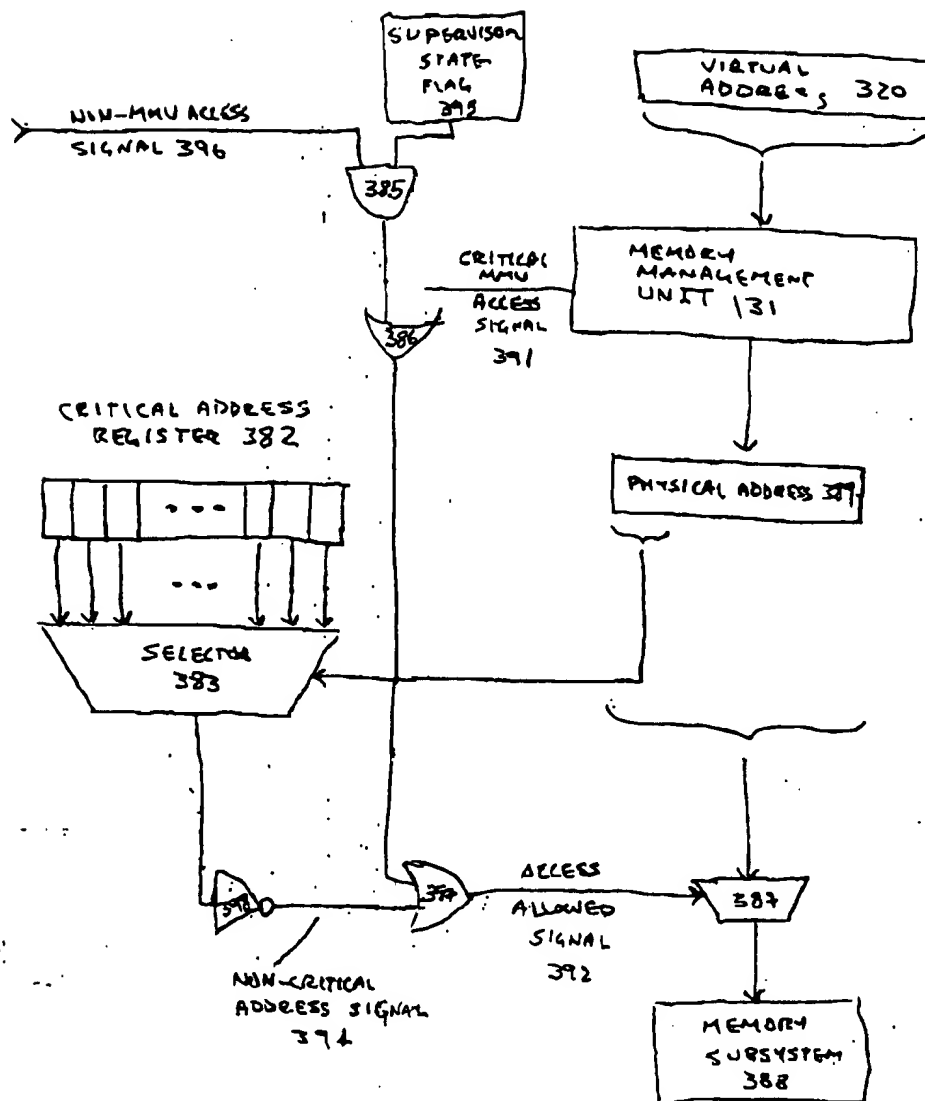 SUPERVISOR
STATE
FLAG
VIRTUAL
ADDRESS 320
NON-MMU ACCESS
SIGNAL 396
385
CRITICAL
MMU
ACCESS
SIGNAL
391
MEMORY
MANAGEMENT
UNIT 131
386
CRITICAL ADDRESS
REGISTER 382
PHYSICAL ADDRESS 389
SELECTOR
383
ACCESS
ALLOWED
SIGNAL
392
387
NON-CRITICAL
ADDRESS SIGNAL
MEMORY
SUBSYSTEM
388